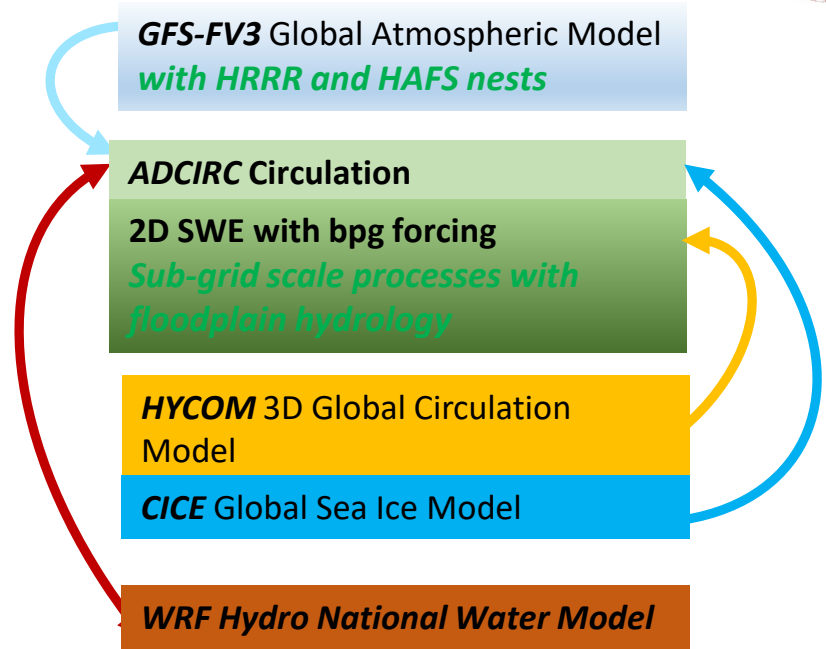 GFS-FV3 Global Atmospheric Model
with HRRR and HAFS nests
ADCIRC Circulation
2D SWE with bpg forcing
Sub-grid scale processes with
floodplain hydrology
HYCOM 3D Global Circulation
Model
CICE Global Sea Ice Model
WRF Hydro National Water Model